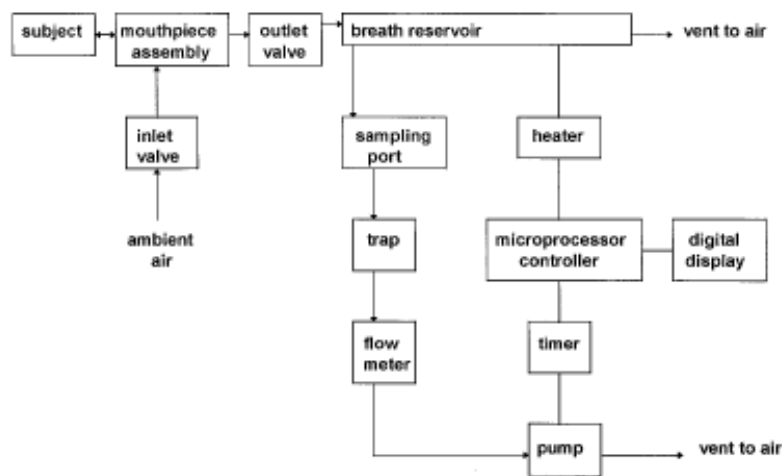 subject
mouthpiece
assembly
outlet
valve
breath reservoir
vent to air
inlet
valve
sampling
port
heater
ambient
air
trap
microprocessor
controller
digital
display
flow
meter
timer
pump
vent to air